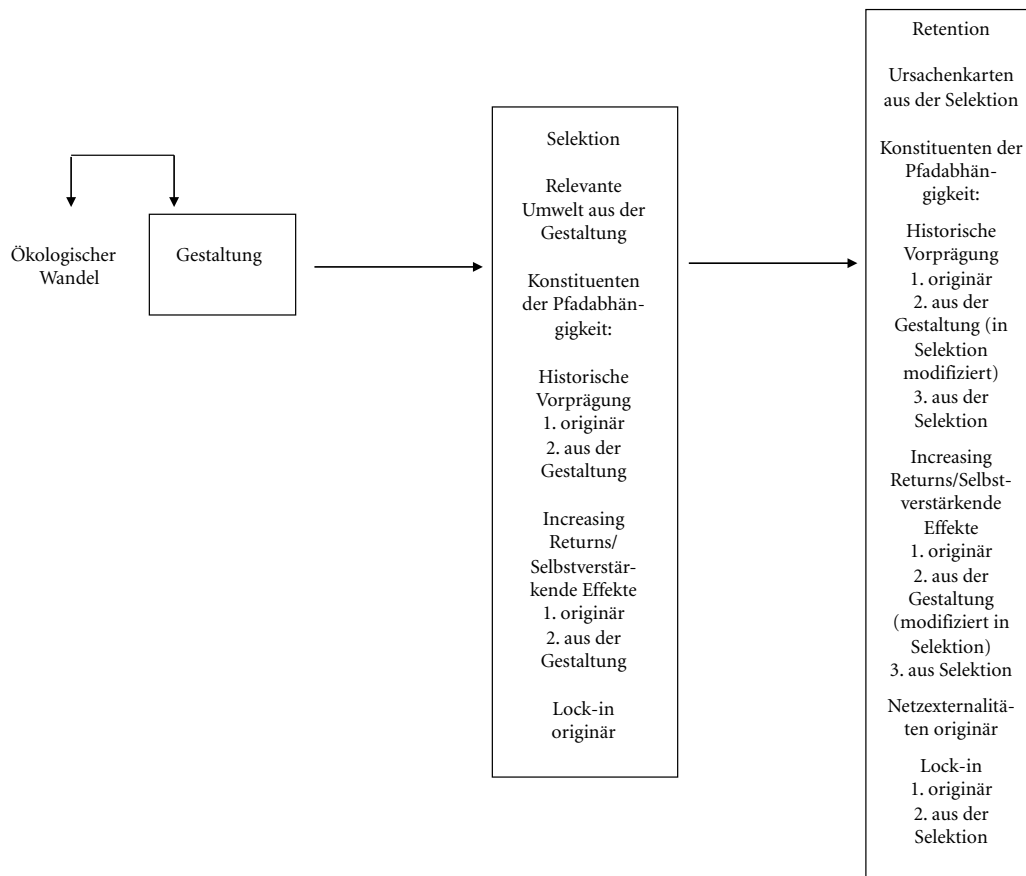 Ökologischer
Wandel
Gestaltung
Selektion
Relevante
Umwelt aus der
Gestaltung
Konstituenten
der Pfadabhän-
gigkeit:
Historische
Vorprägung
1. originär
2. aus der
Gestaltung
Increasing
Returns/
Selbstverstär-
kende Effekte
1. originär
2. aus der
Gestaltung
Lock-in
originär
Retention
Ursachenkarten
aus der Selektion
Konstituenten der
Pfadabhän-
gigkeit:
Historische
Vorprägung
1. originär
2. aus der
Gestaltung (in
Selektion
modifiziert)
3. aus der
Selektion
Increasing
Returns/Selbst-
verstärkende
Effekte
1. originär
2. aus der
Gestaltung
(modifiziert in
Selektion)
3. aus Selektion
Netzexternalitä-
ten originär
Lock-in
1. originär
2. aus der
Selektion